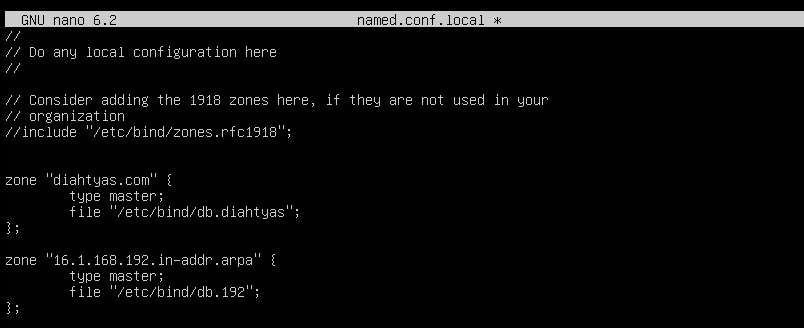 GNU nano 6.2 named.conf.local *
//
// Do any local configuration here
//
// Consider adding the 1918 zones here, if they are not used in your
// organization
//include "/etc/bind/zones.rfc1918";
zone "diahtyas.com" {
type master;
file "/etc/bind/db.diahtyas";
};
zone "16.1.168.192.in-addr.arpa" {
type master;
file "/etc/bind/db.192";
};